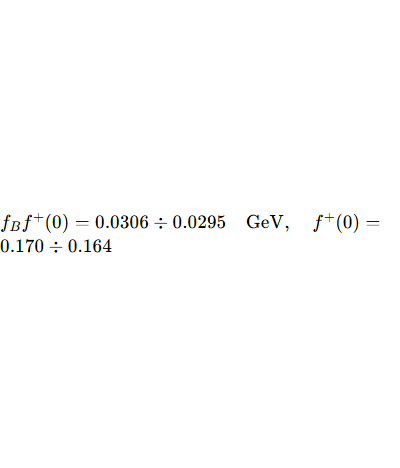 f_B f^+(0) = 0.0306 ÷ 0.0295 GeV, f^+(0) =
0.170 ÷ 0.164